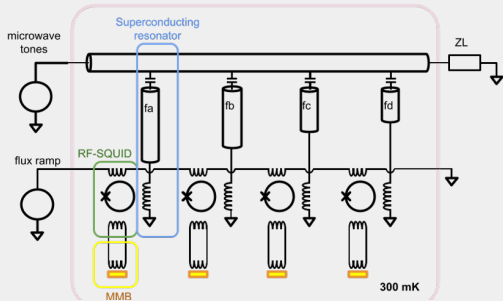 Superconducting
resonator
microwave
tones
ZL
fa
fb
fc
fd
RF-SQUID
flux ramp
MMB
300 mK